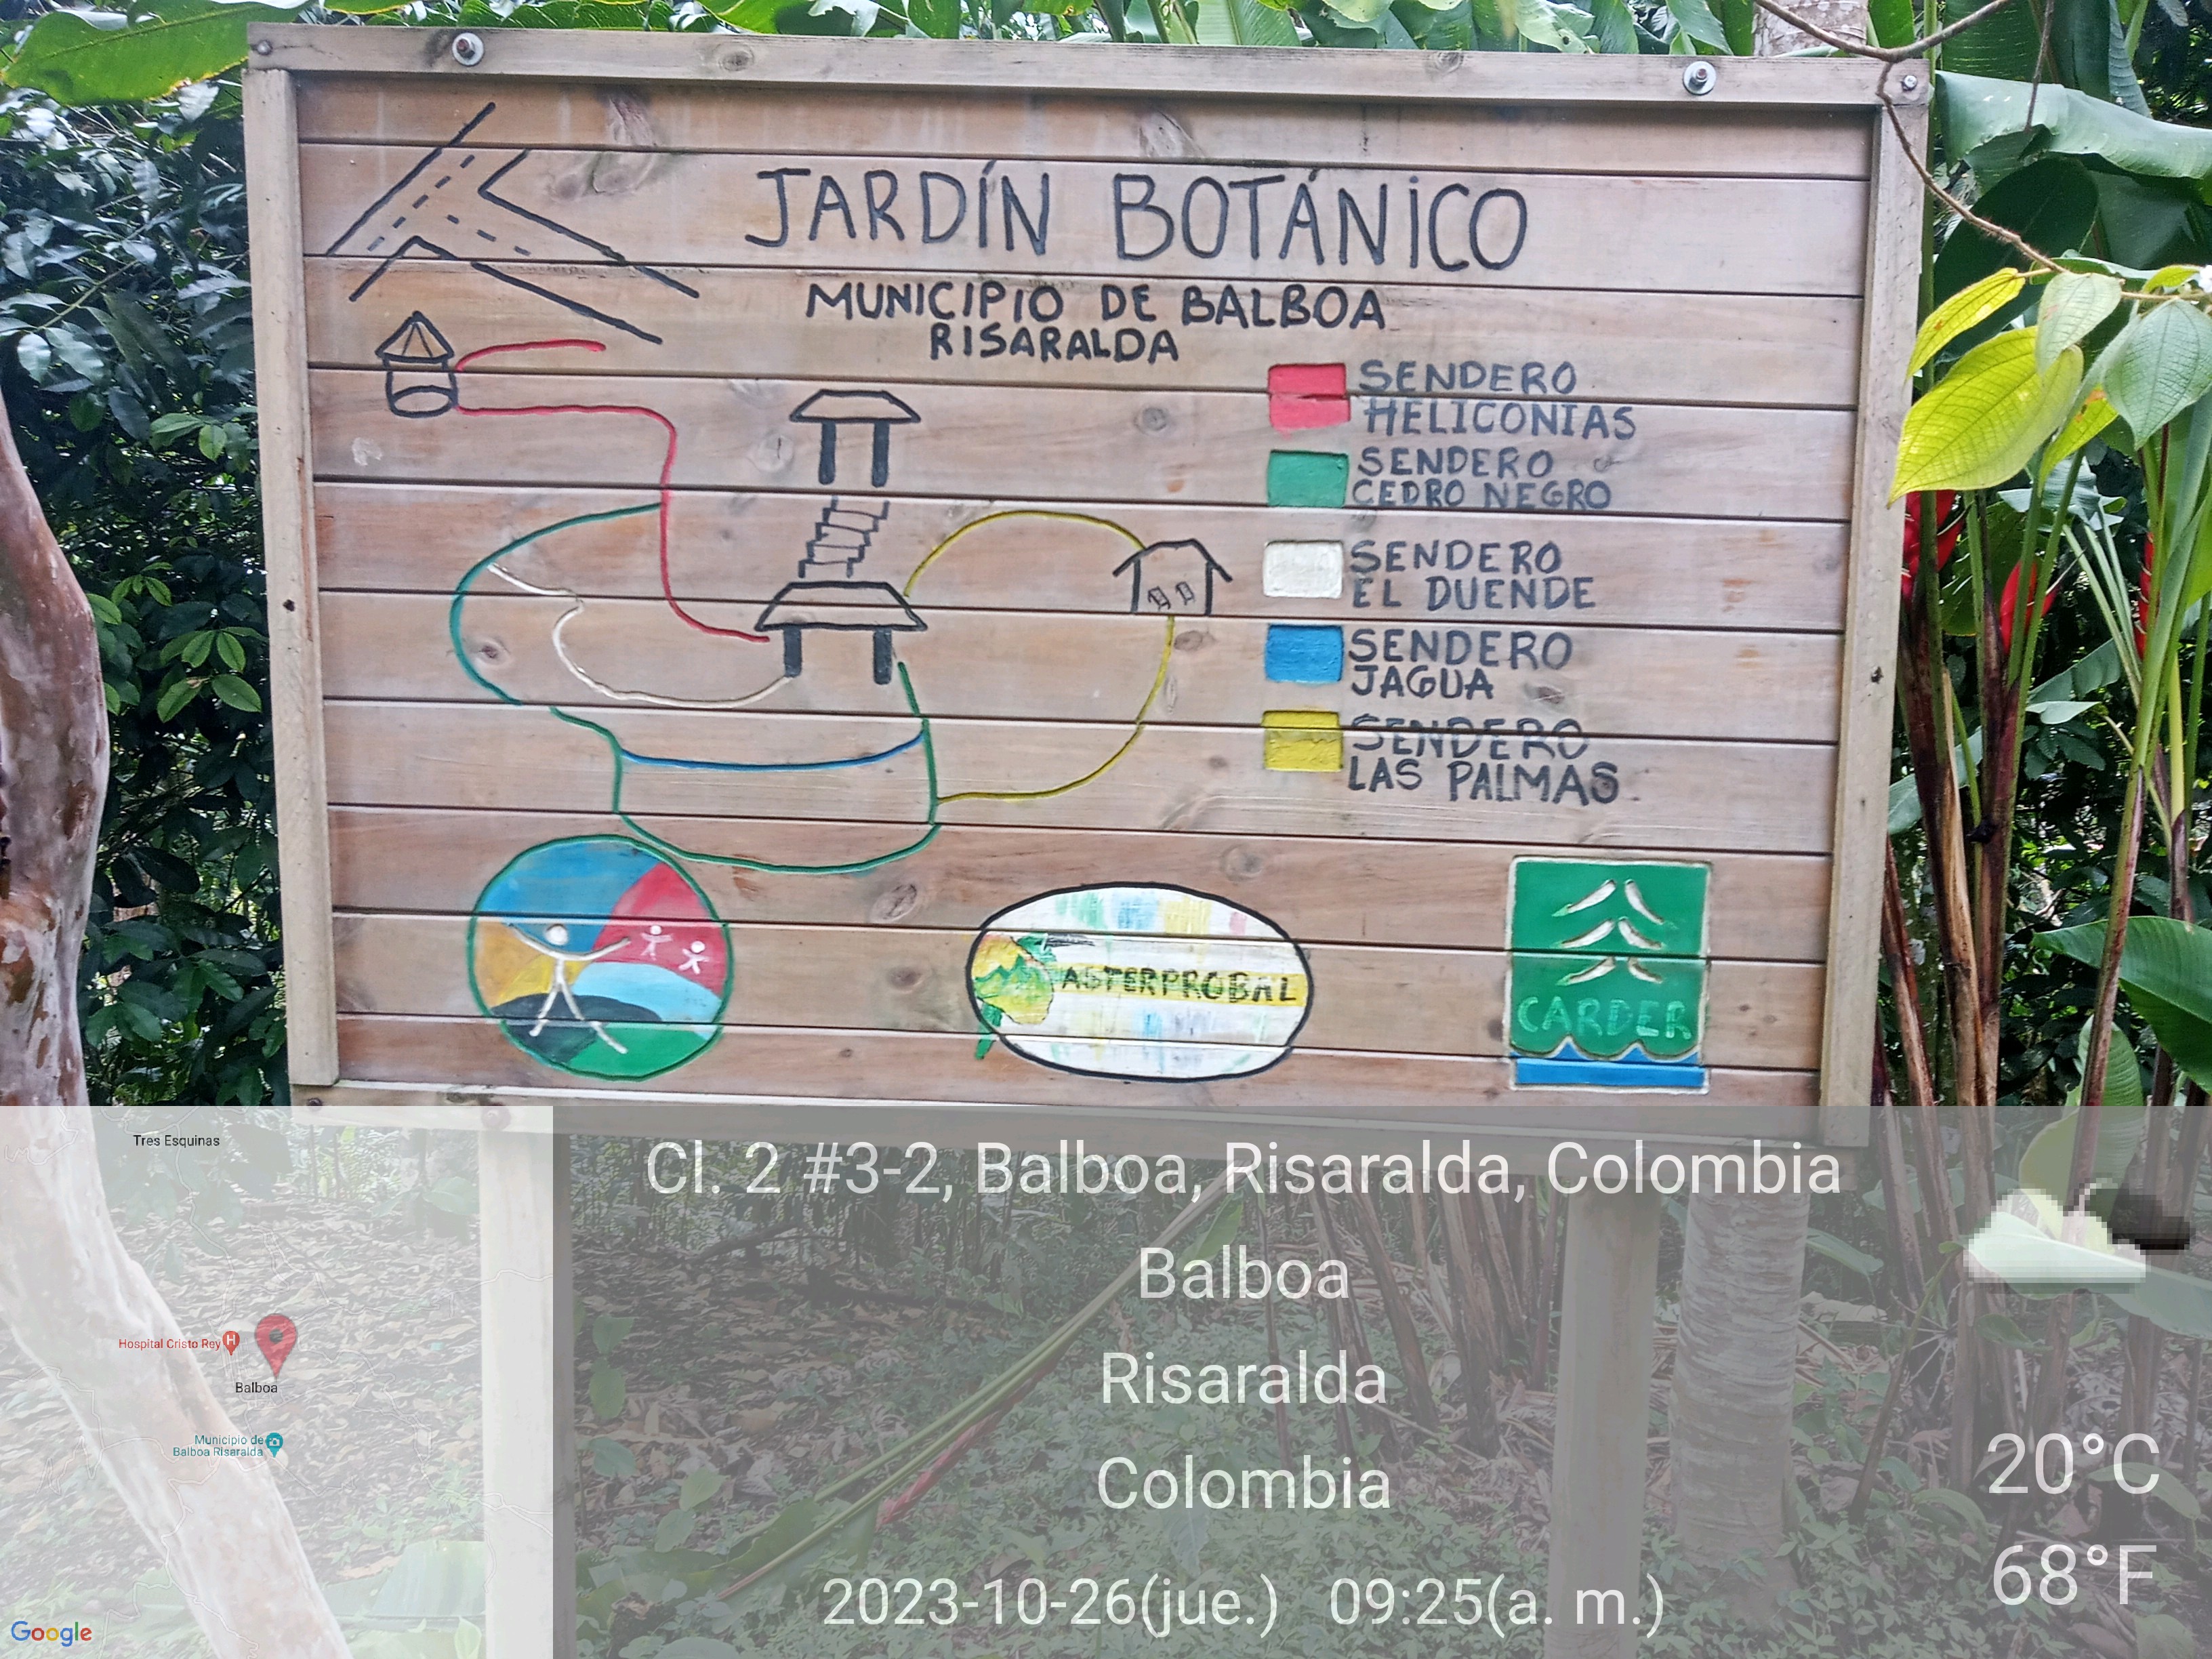 JARDÍN BOTÁNICO
MUNICIPIO DE BALBOA
RISARALDA
SENDERO
HELICONIAS
SENDERO
CEDRO NEGRO
SENDERO
EL DUENDE
SENDERO
JAGUA
SENDERO
LAS PALMAS
ASTERPROBAL
CARDER
Tres Esquinas
Hospital Cristo Rey
H
Balboa
Municipio de
Balboa Risaralda
Google
Cl. 2 #3-2, Balboa, Risaralda, Colombia
Balboa
Risaralda
Colombia
2023-10-26(jue.) 09:25(a. m.)
20°C
68°F